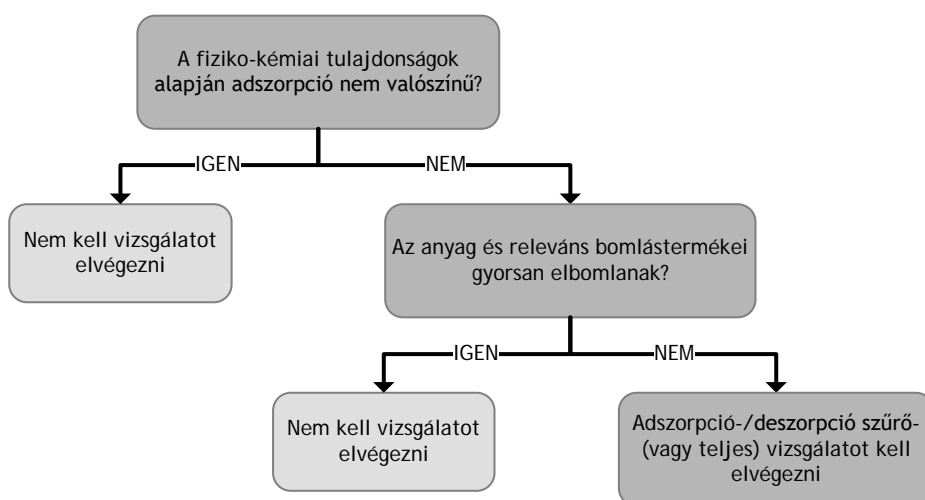 A fiziko-kémiai tulajdonságok
alapján adszorpció nem valószínű?
IGEN
NEM
Nem kell vizsgálatot
elvégezni
Az anyag és releváns bomlástermékei
gyorsan elbomlanak?
IGEN
NEM
Nem kell vizsgálatot
elvégezni
Adszorpció-/deszorpció szűrő-
(vagy teljes) vizsgálatot kell
elvégezni